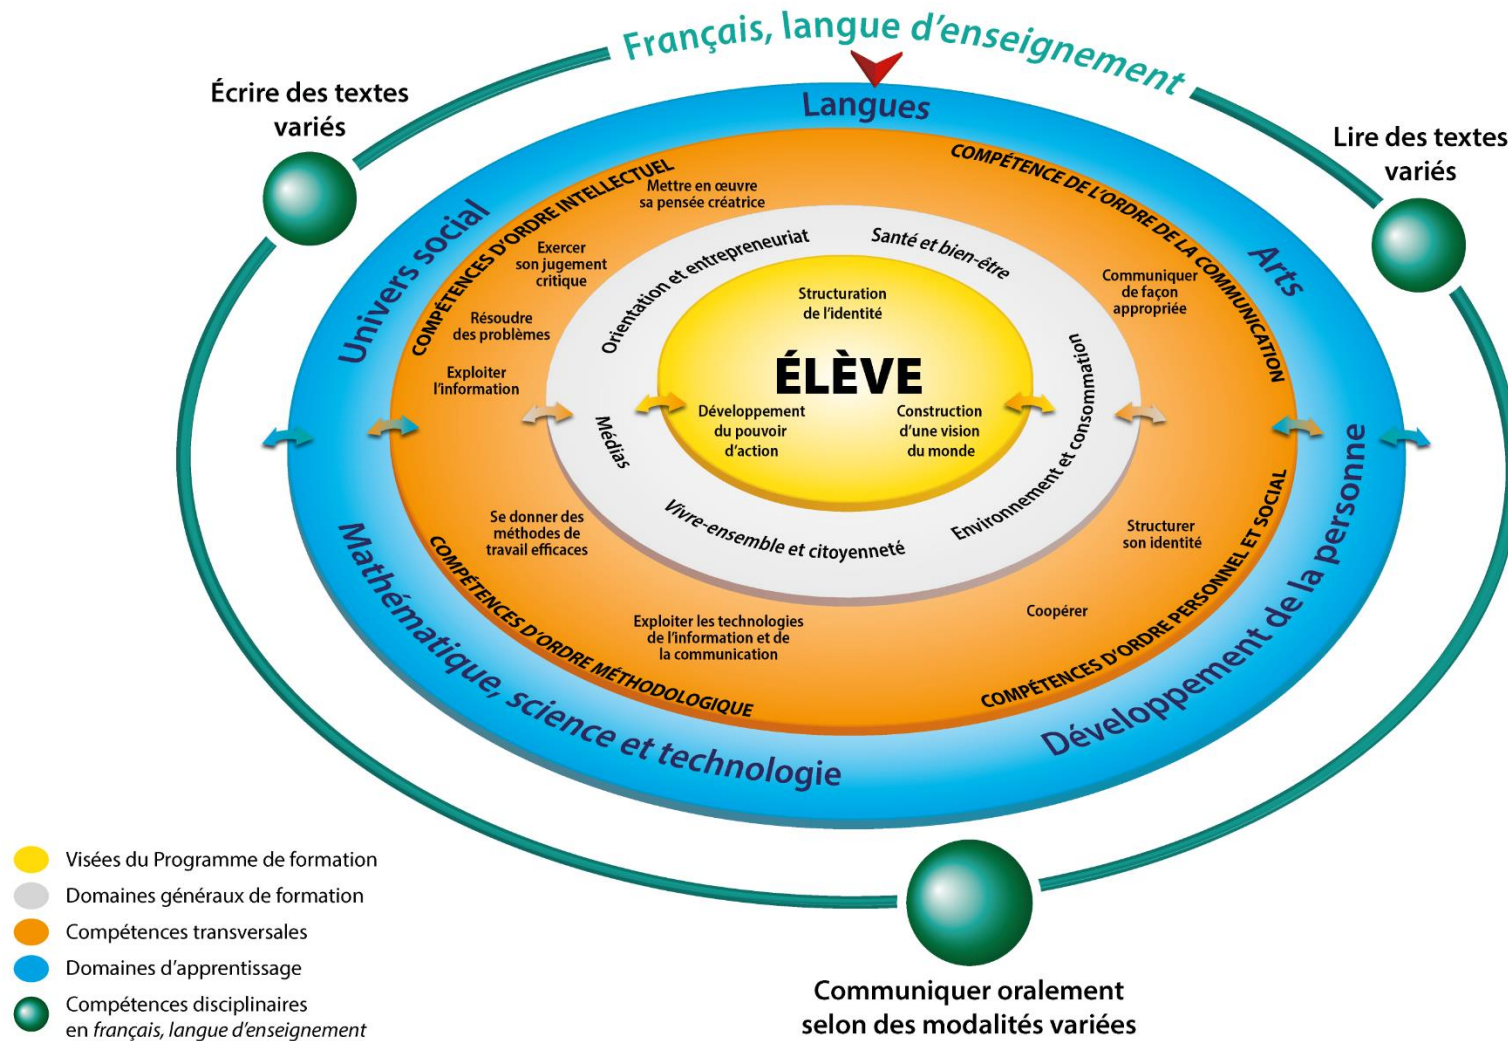 Français, langue d'enseignement
Écrire des textes
variés
Lire des textes
variés
Langues
Univers social
Arts
Mathématique, science et technologie
Développement de la personne
COMPÉTENCES D'ORDRE INTELLECTUEL
Mettre en œuvre
sa pensée créatrice
Exercer
son jugement
critique
Résoudre
des problèmes
Exploiter
l'information
COMPÉTENCE DE L'ORDRE DE LA COMMUNICATION
Communiquer
de façon
appropriée
Orientation et entrepreneuriat
Santé et bien-être
Environnement et consommation
Médias
Vivre-ensemble et citoyenneté
Structuration
de l'identité
ÉLÈVE
Développement
du pouvoir
d'action
Construction
d'une vision
du monde
Se donner des
méthodes de
travail efficaces
Exploiter les technologies
de l'information et de
la communication
COMPÉTENCES D'ORDRE MÉTHODOLOGIQUE
Structurer
son identité
Coopérer
COMPÉTENCES D'ORDRE PERSONNEL ET SOCIAL
Visées du Programme de formation
Domaines généraux de formation
Compétences transversales
Domaines d'apprentissage
Compétences disciplinaires
en français, langue d'enseignement
Communiquer oralement
selon des modalités variées